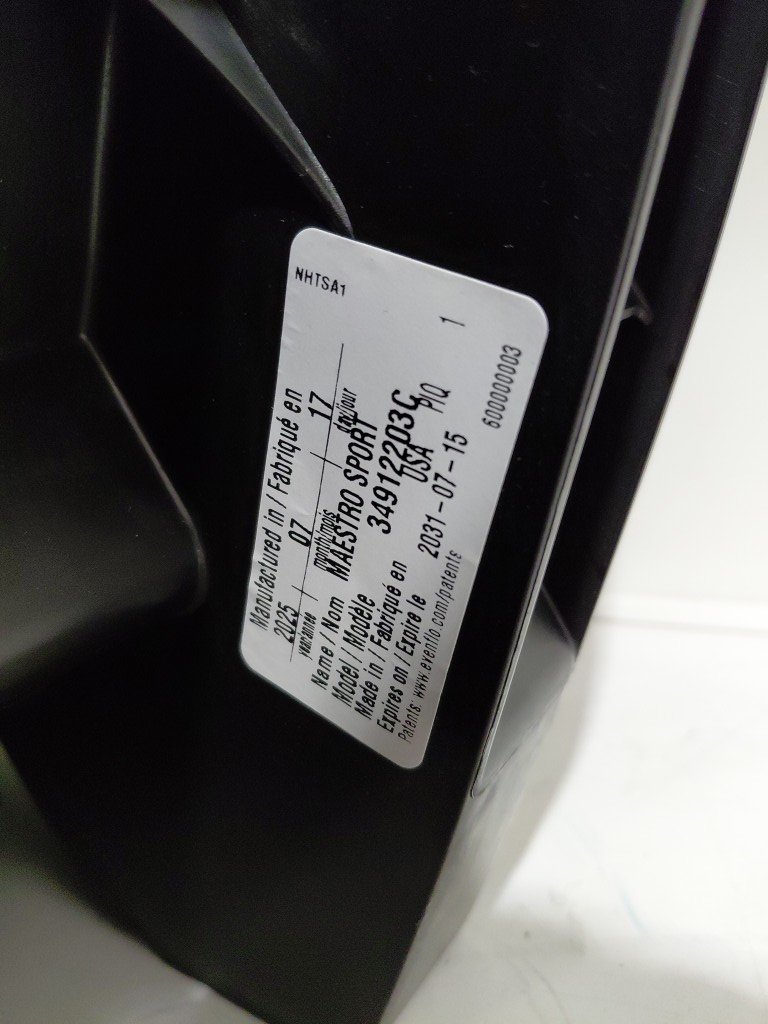 NHTSA1
Manufactured in / Fabriqué en
2025 / 07 / 17
year/année month/mois day/jour
Name / Nom MAESTRO SPORT
Model / Modèle 34912203C
Made in / Fabriqué en USA PIQ 1
Expires on / Expire le 2031-07-15
Patents: www.evenflo.com/patents 600000003